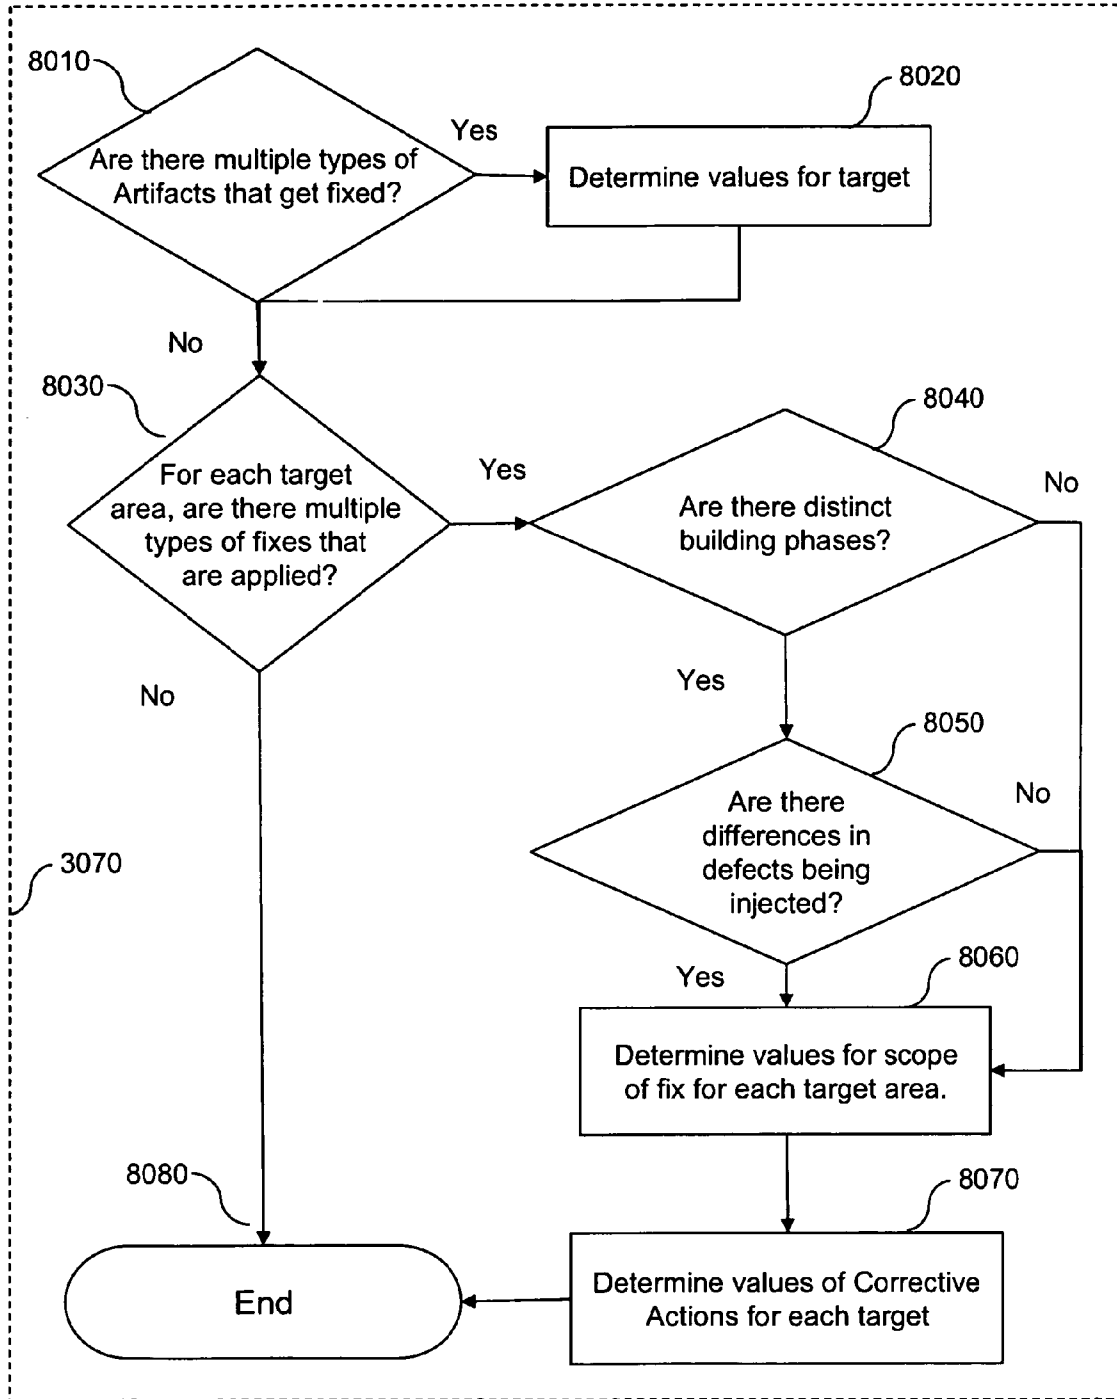 8010
Are there multiple types of
Artifacts that get fixed?
Yes
8020
Determine values for target
No
8030
For each target
area, are there multiple
types of fixes that
are applied?
Yes
8040
Are there distinct
building phases?
No
Yes
8050
Are there
differences in
defects being
injected?
No
Yes
3070
No
8060
Determine values for scope
of fix for each target area.
8070
Determine values of Corrective
Actions for each target
8080
End